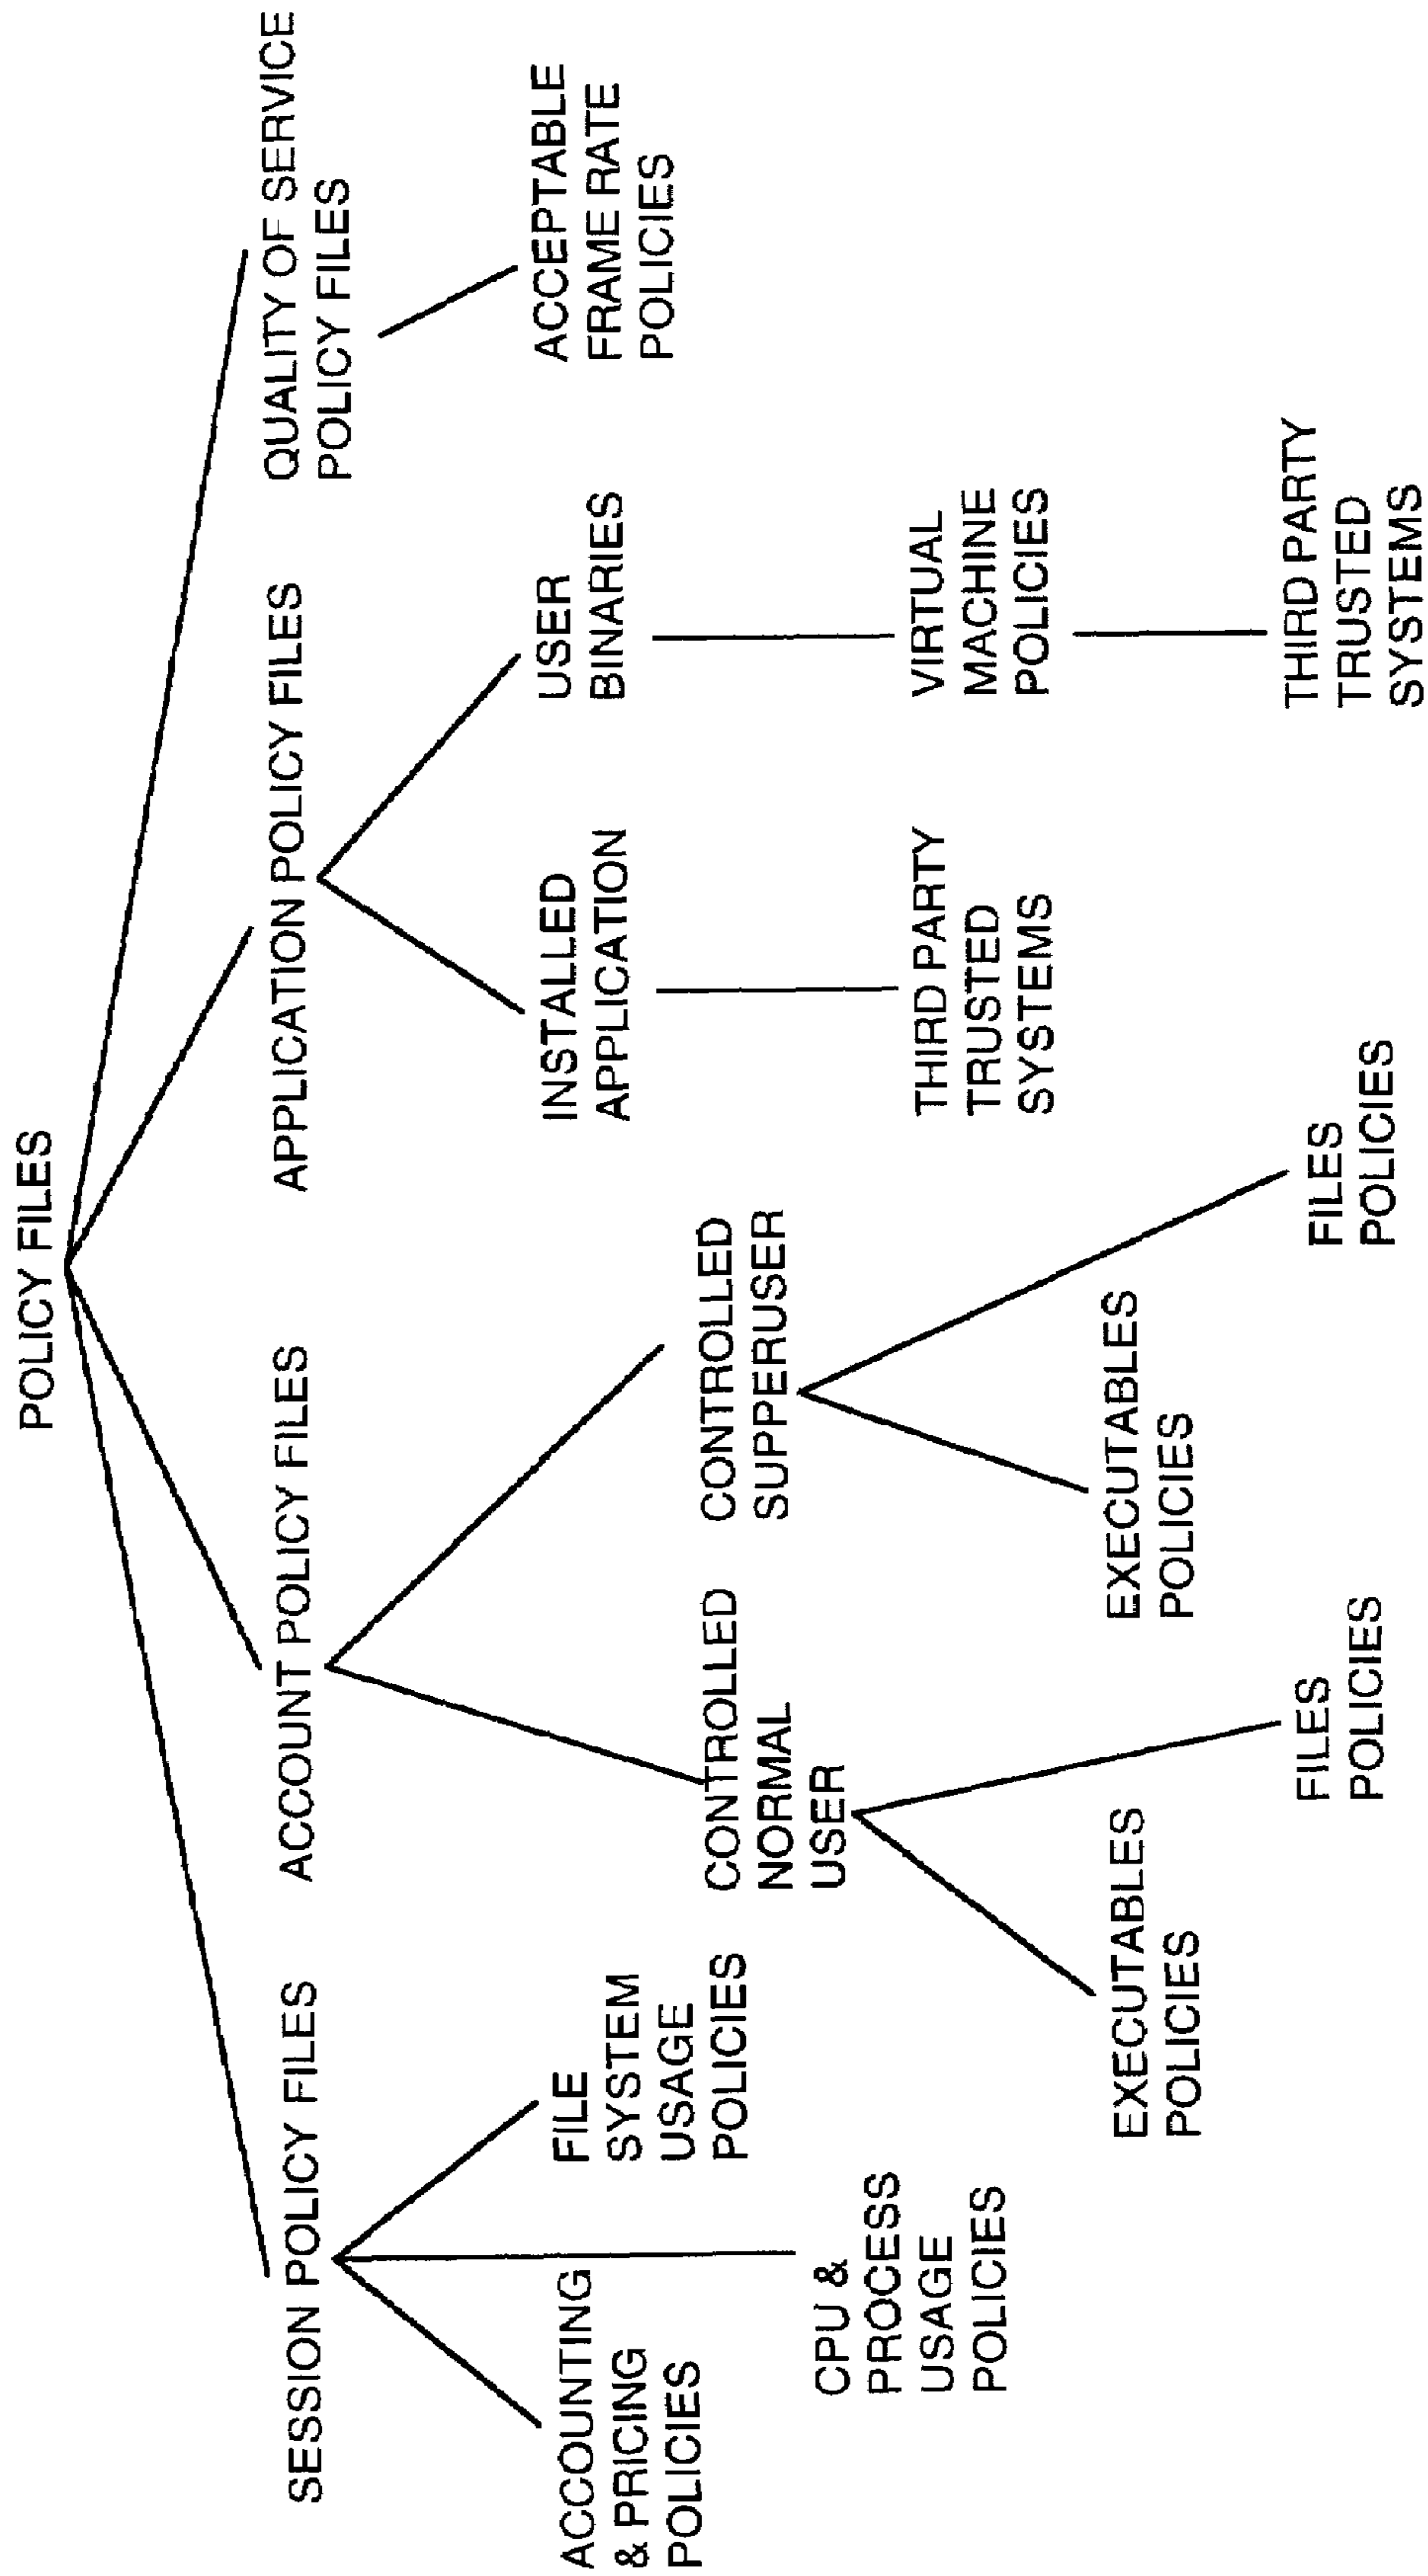 POLICY FILES
SESSION POLICY FILES
ACCOUNT POLICY FILES
APPLICATION POLICY FILES
QUALITY OF SERVICE
POLICY FILES
ACCOUNTING
& PRICING
POLICIES
CPU &
PROCESS
USAGE
POLICIES
FILE
SYSTEM
USAGE
POLICIES
CONTROLLED
NORMAL
USER
EXECUTABLES
POLICIES
FILES
POLICIES
CONTROLLED
SUPPERUSER
EXECUTABLES
POLICIES
FILES
POLICIES
INSTALLED
APPLICATION
THIRD PARTY
TRUSTED
SYSTEMS
USER
BINARIES
VIRTUAL
MACHINE
POLICIES
THIRD PARTY
TRUSTED
SYSTEMS
ACCEPTABLE
FRAME RATE
POLICIES